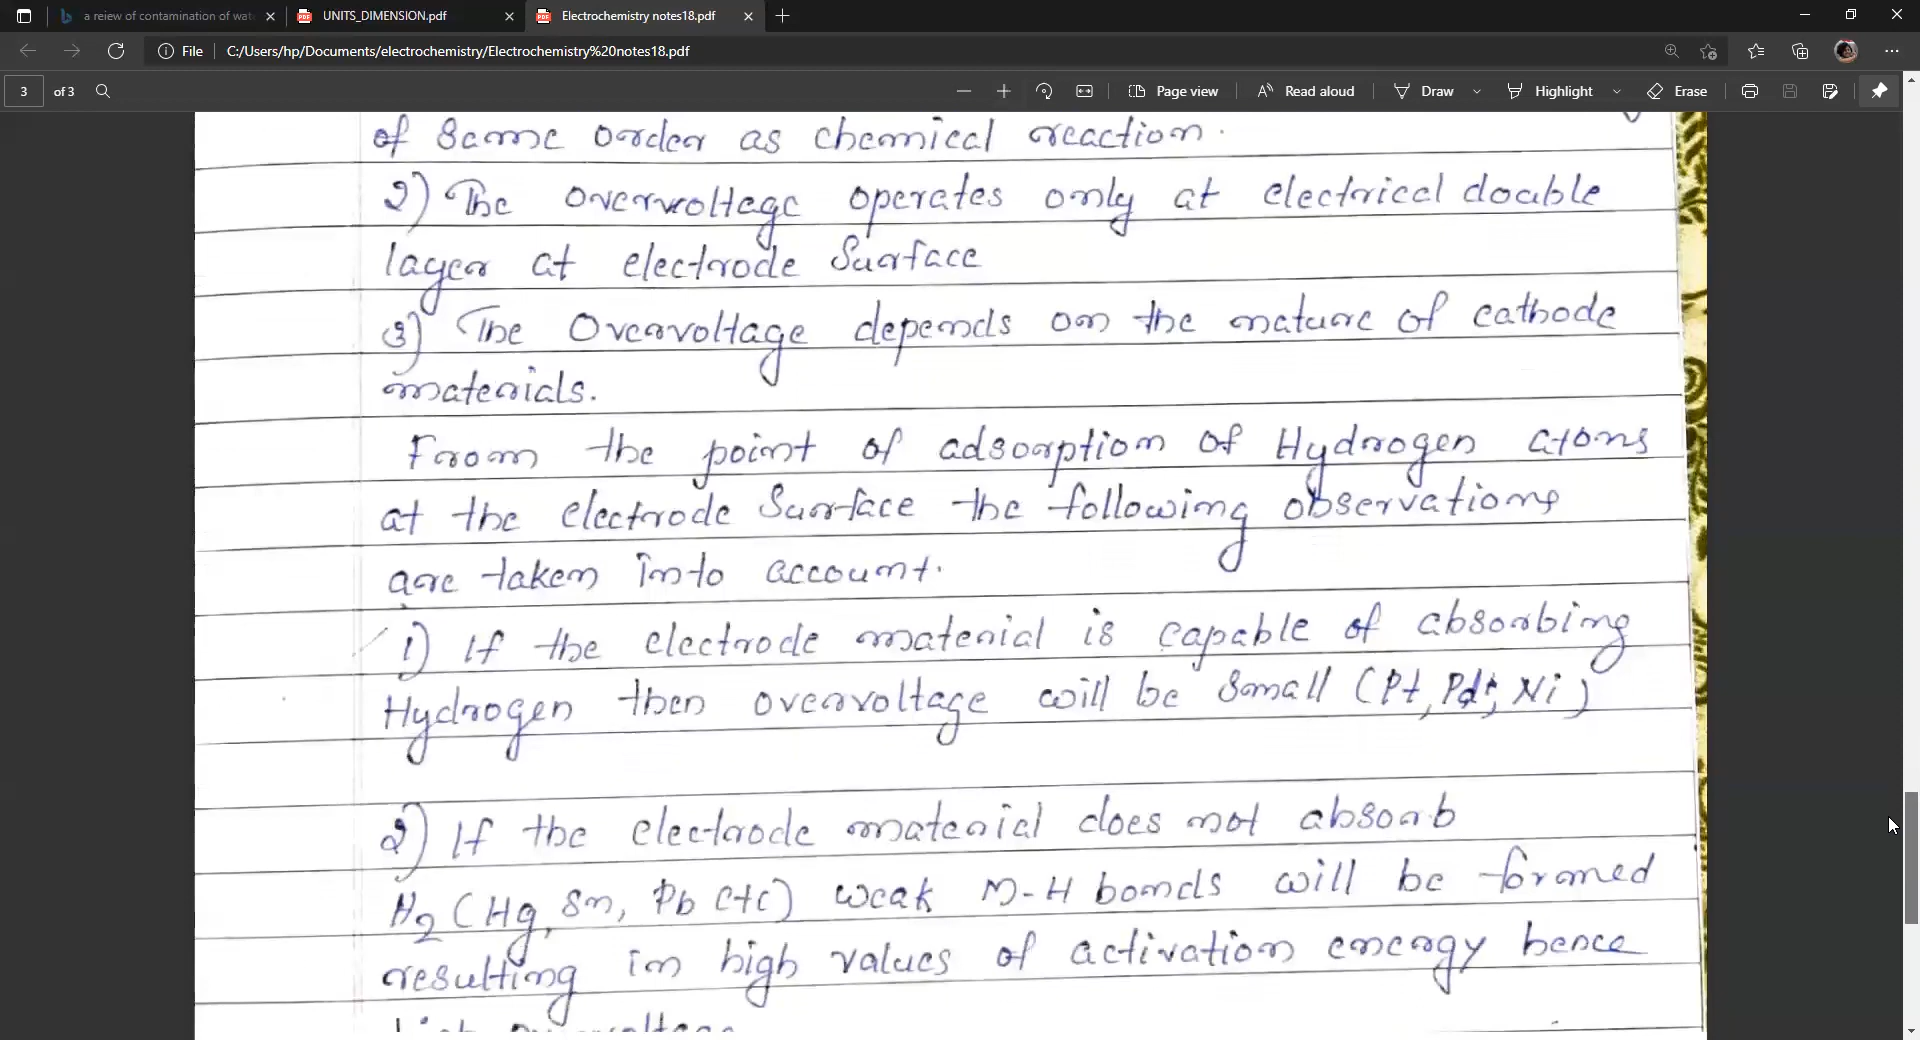 a reiew of contamination of wat
UNITS_DIMENSION.pdf
Electrochemistry notes18.pdf
File
C:/Users/hp/Documents/electrochemistry/Electrochemistry%20notes18.pdf
3 of 3
Page view
Read aloud
Draw
Highlight
Erase
of same order as chemical reaction.
2) The overvoltage operates only at electrical double
layer at electrode surface
3) The Overvoltage depends on the nature of cathode
materials.
From the point of adsorption of Hydrogen atoms
at the electrode surface the following observations
are taken into account.
1) If the electrode material is capable of absorbing
Hydrogen then overvoltage will be small (Pt, Pd, Ni)
2) If the electrode material does not absorb
H2 (Hg, Sn, Pb etc) weak M-H bonds will be formed
resulting in high values of activation energy hence